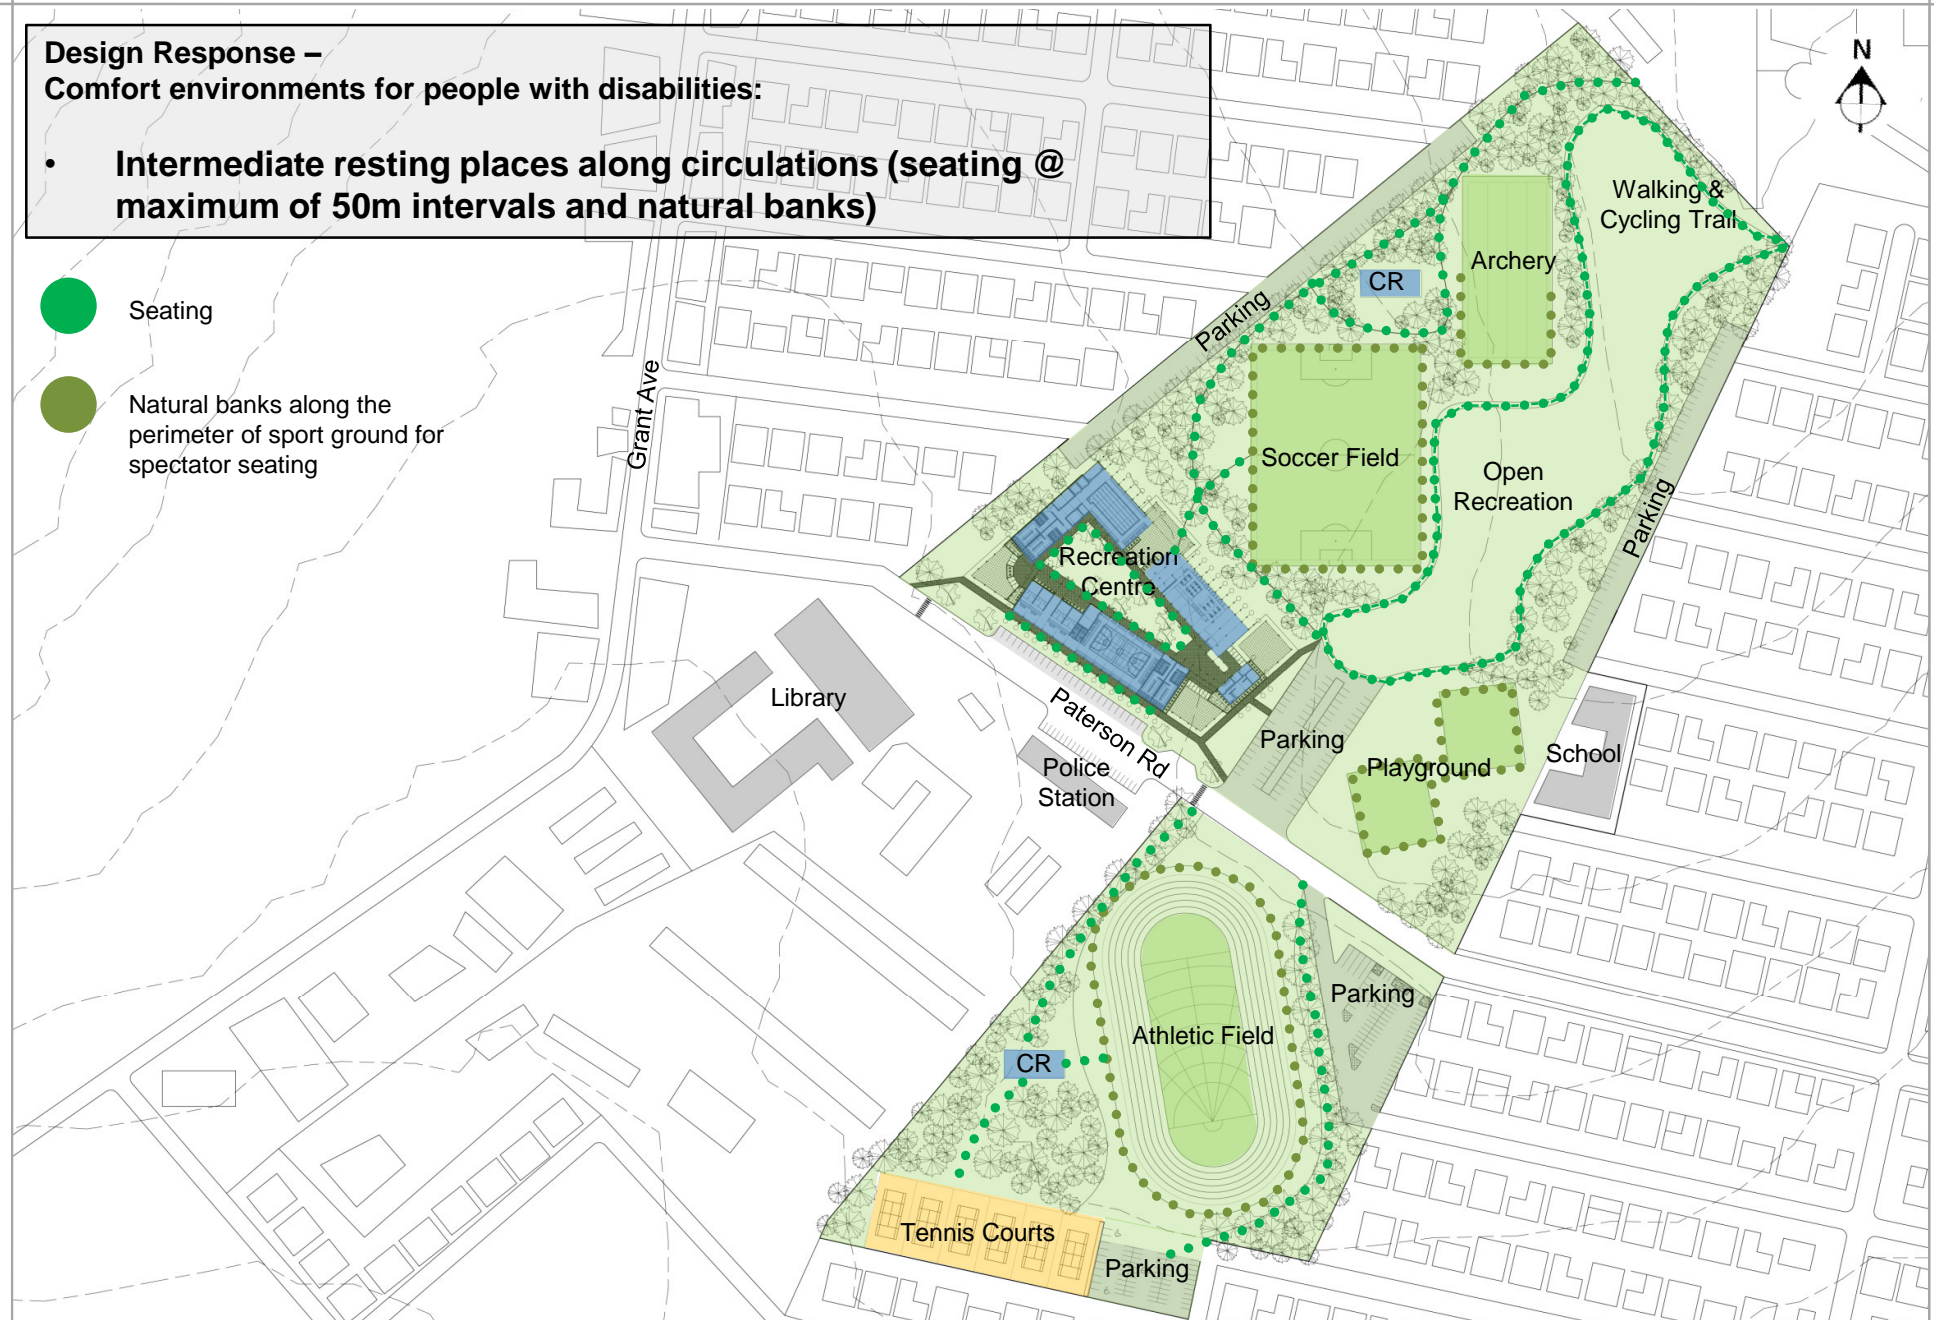 Design Response –
Comfort environments for people with disabilities:
• Intermediate resting places along circulations (seating @
maximum of 50m intervals and natural banks)
N
Seating
Natural banks along the
perimeter of sport ground for
spectator seating
Grant Ave
Walking &
Cycling Trail
Archery
CR
Parking
Soccer Field
Open
Recreation
Parking
Recreation
Centre
Library
Paterson Rd
Police
Station
Parking
Playground
School
Parking
Athletic Field
CR
Tennis Courts
Parking